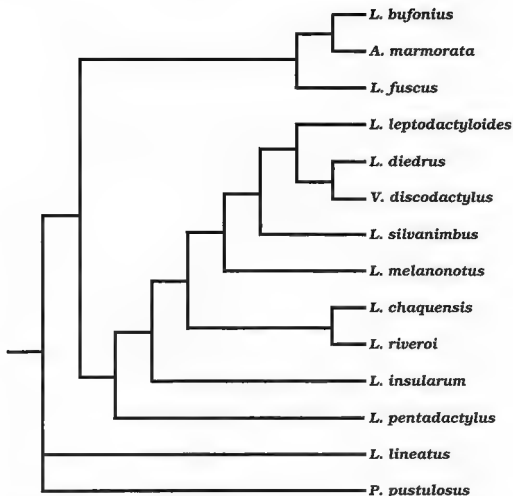 L. bufonius
A. marmorata
L. fuscus
L. leptodactyloides
L. diedrus
V. discodactylus
L. silvanimbus
L. melanonotus
L. chaquensis
L. riveroi
L. insularum
L. pentadactylus
L. lineatus
P. pustulosus